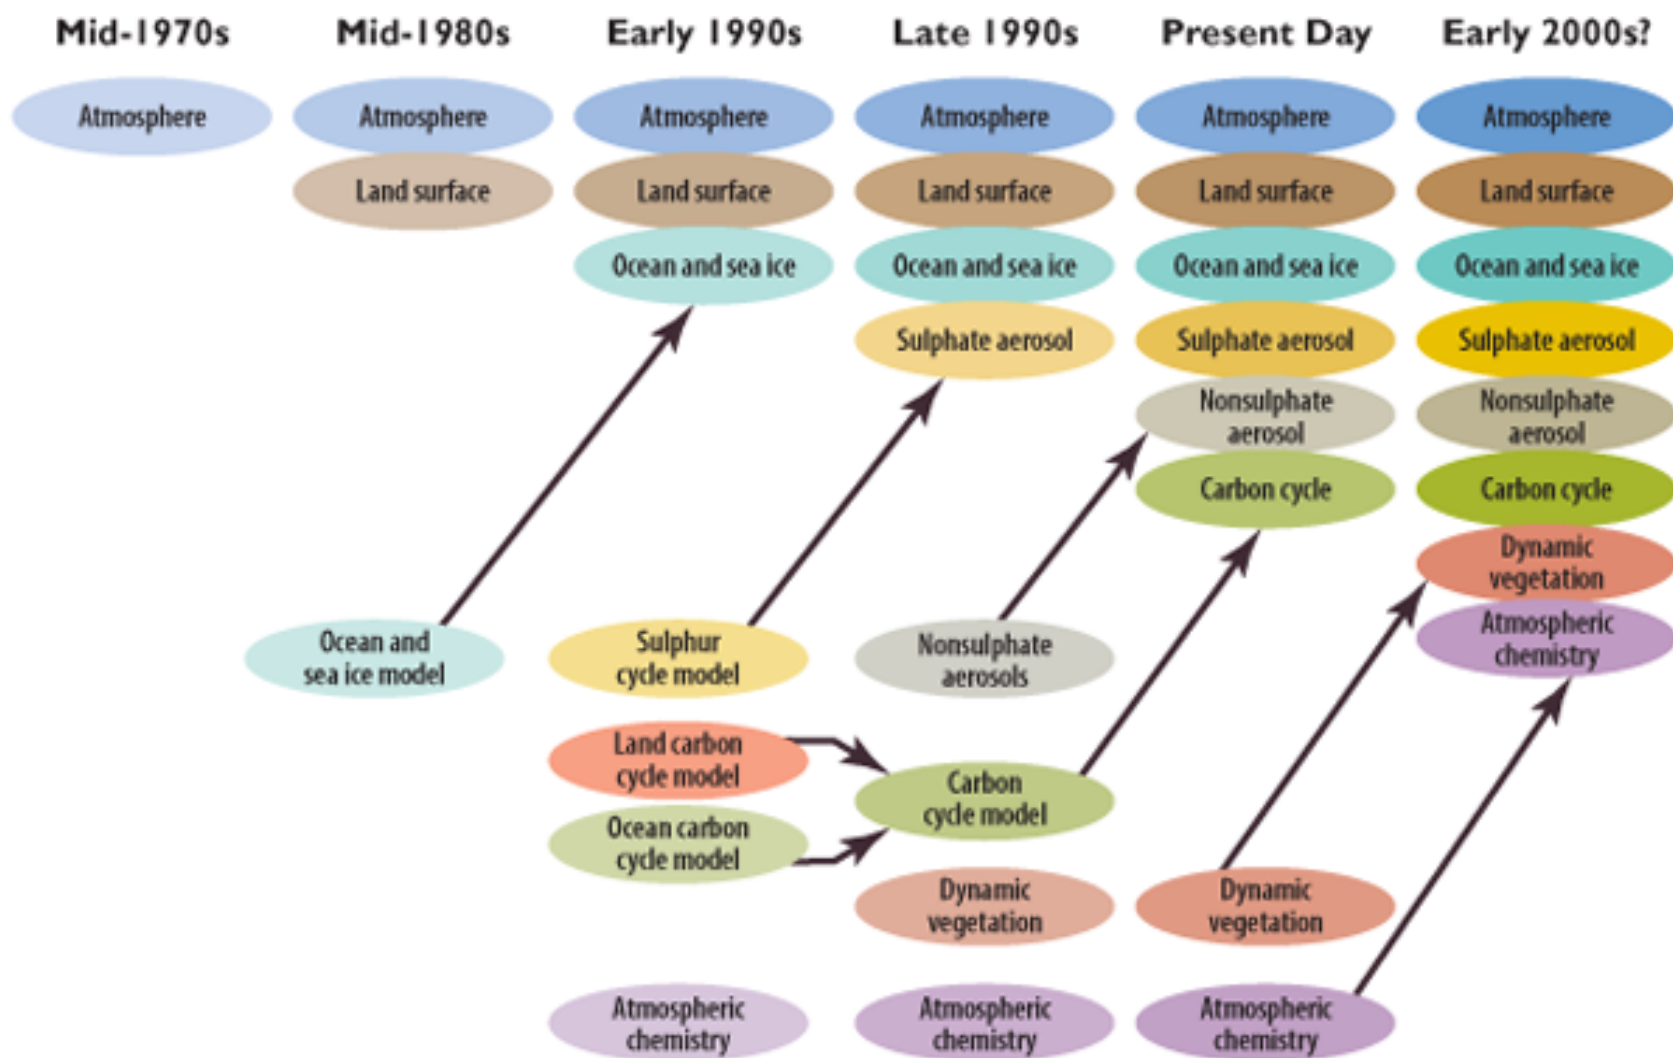 Mid-1970s Mid-1980s Early 1990s Late 1990s Present Day Early 2000s?
Atmosphere Atmosphere Atmosphere Atmosphere Atmosphere Atmosphere
Land surface Land surface Land surface Land surface Land surface
Ocean and sea ice Ocean and sea ice Ocean and sea ice Ocean and sea ice
Sulphate aerosol Sulphate aerosol Sulphate aerosol
Nonsulphate Nonsulphate
aerosol aerosol
Carbon cycle Carbon cycle
Dynamic
vegetation
Atmospheric
chemistry
Ocean and
sea ice model
Sulphur
cycle model
Nonsulphate
aerosols
Land carbon
cycle model
Carbon
cycle model
Ocean carbon
cycle model
Dynamic
vegetation
Dynamic
vegetation
Atmospheric
chemistry
Atmospheric
chemistry
Atmospheric
chemistry